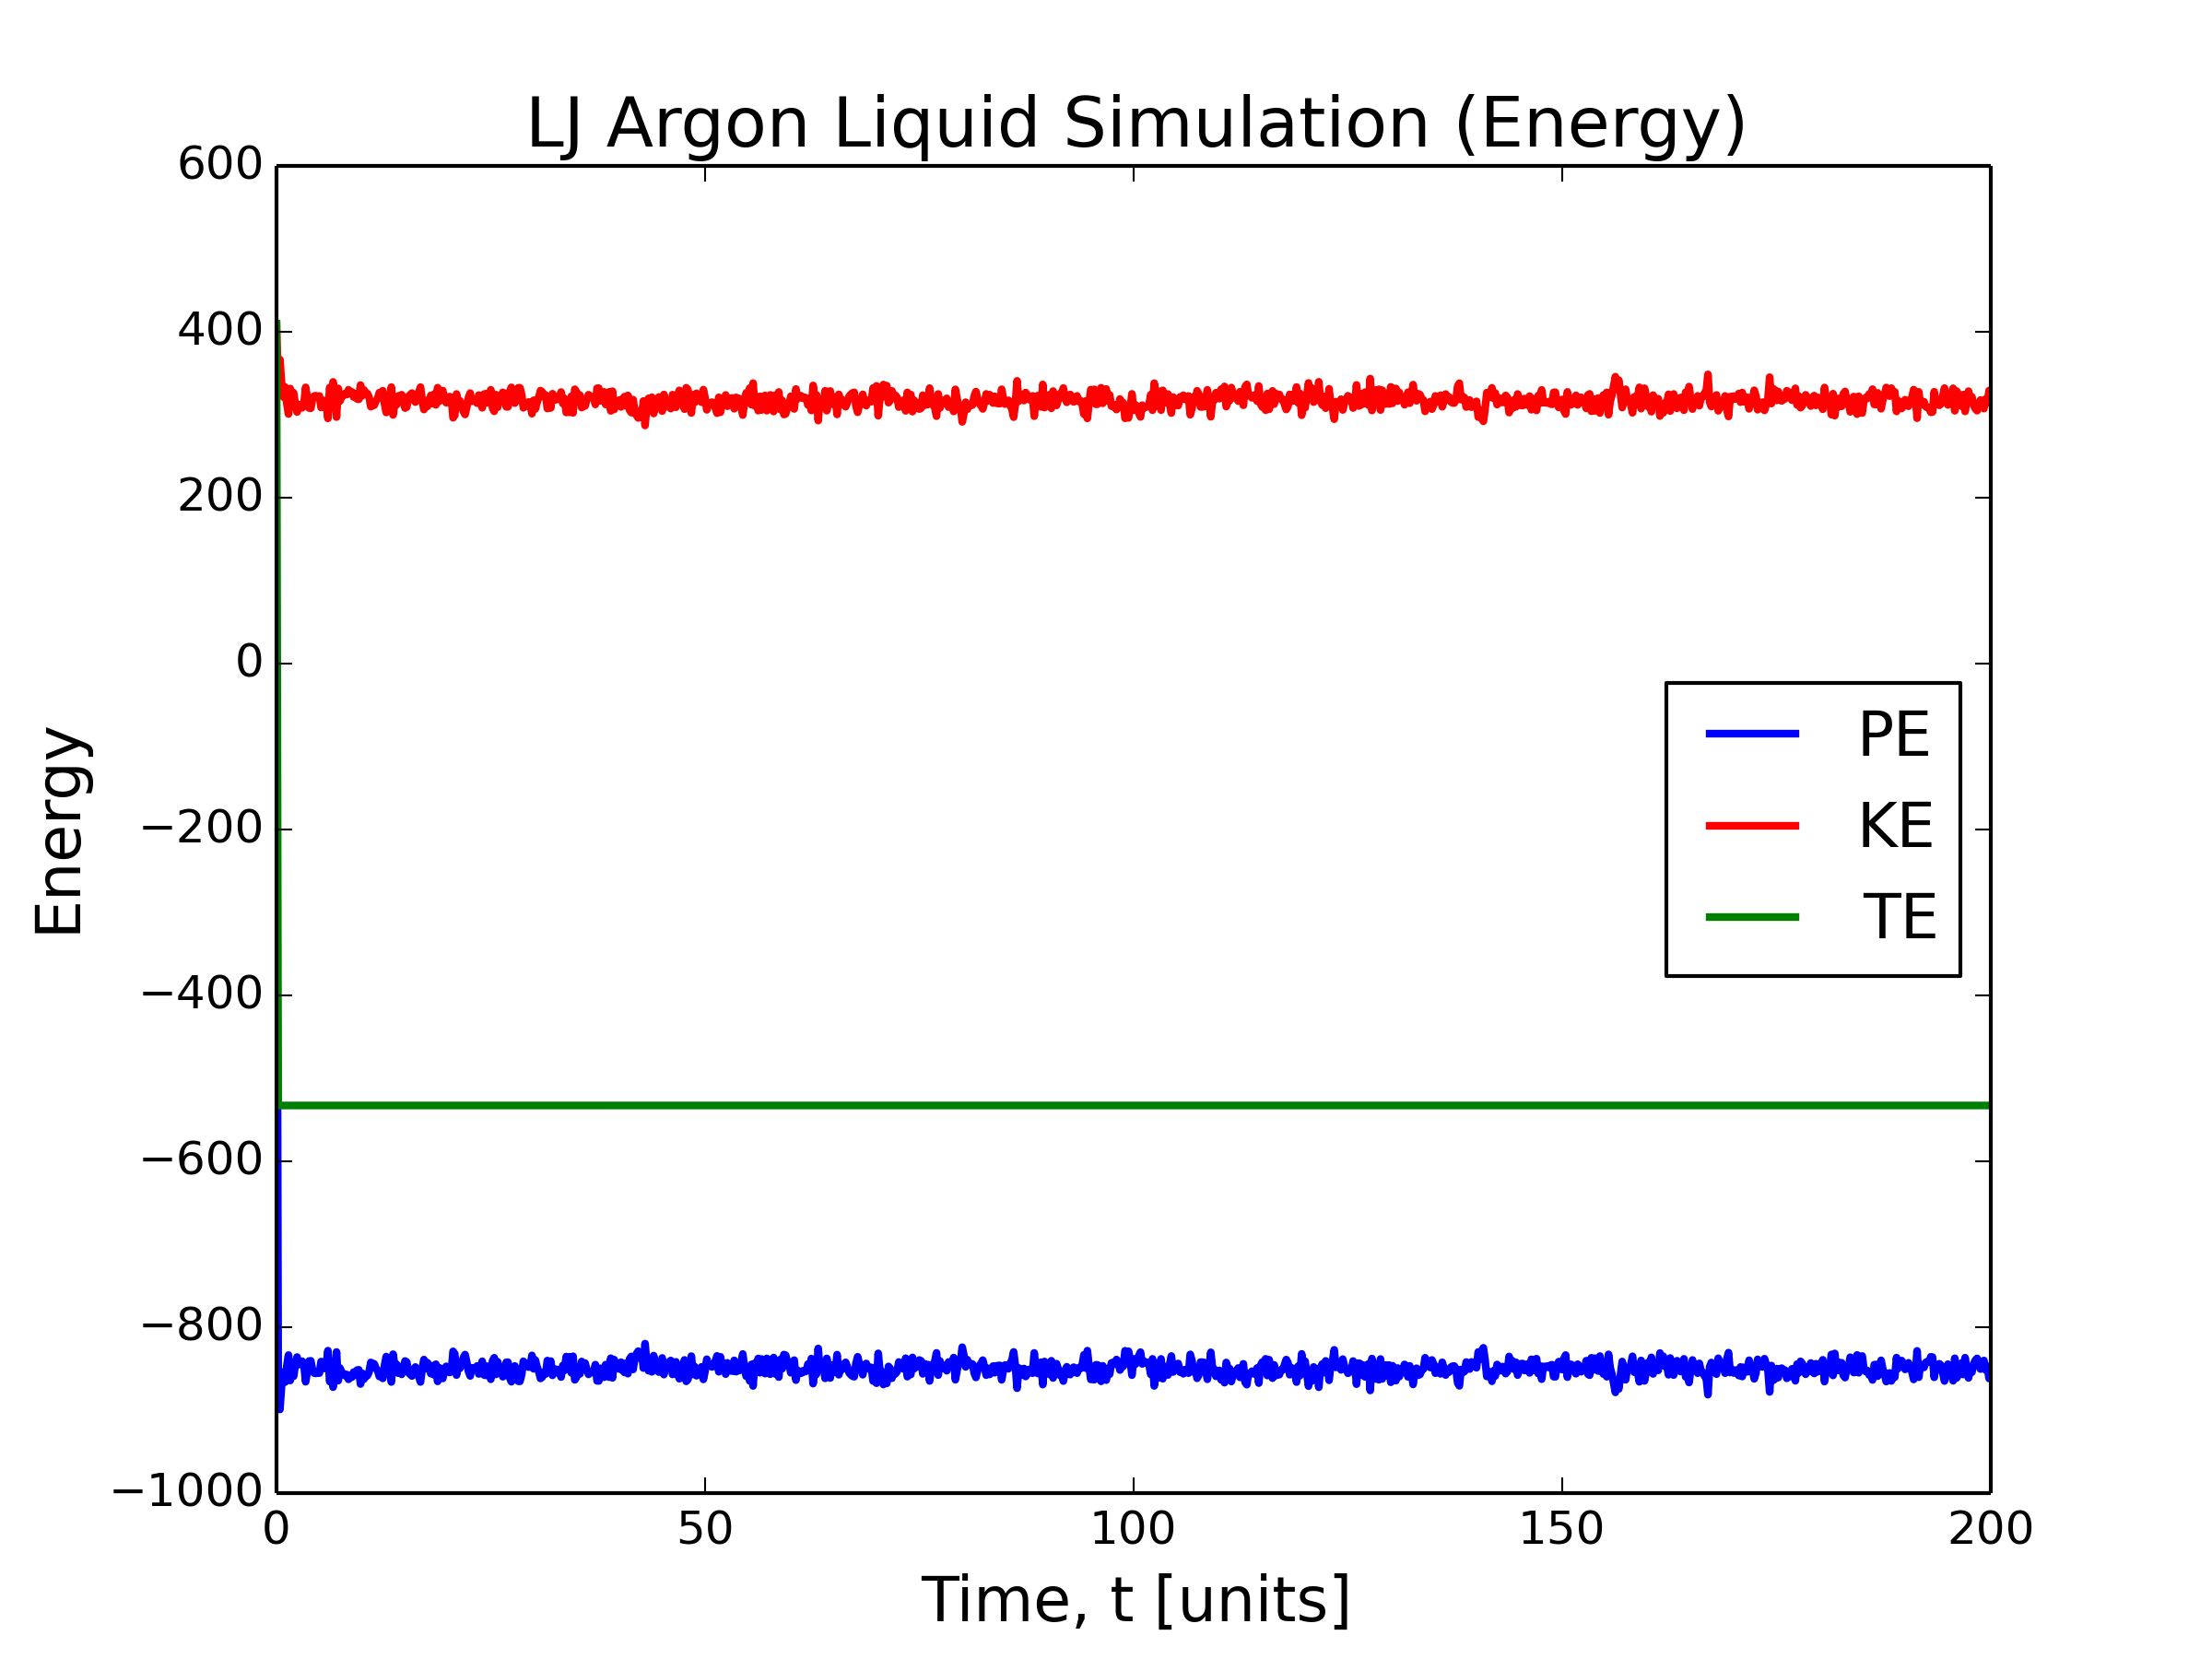 LJ Argon Liquid Simulation (Energy)
600
400
200
0
−200
−400
−600
−800
−1000
Energy
PE
KE
TE
0
50
100
150
200
Time, t [units]